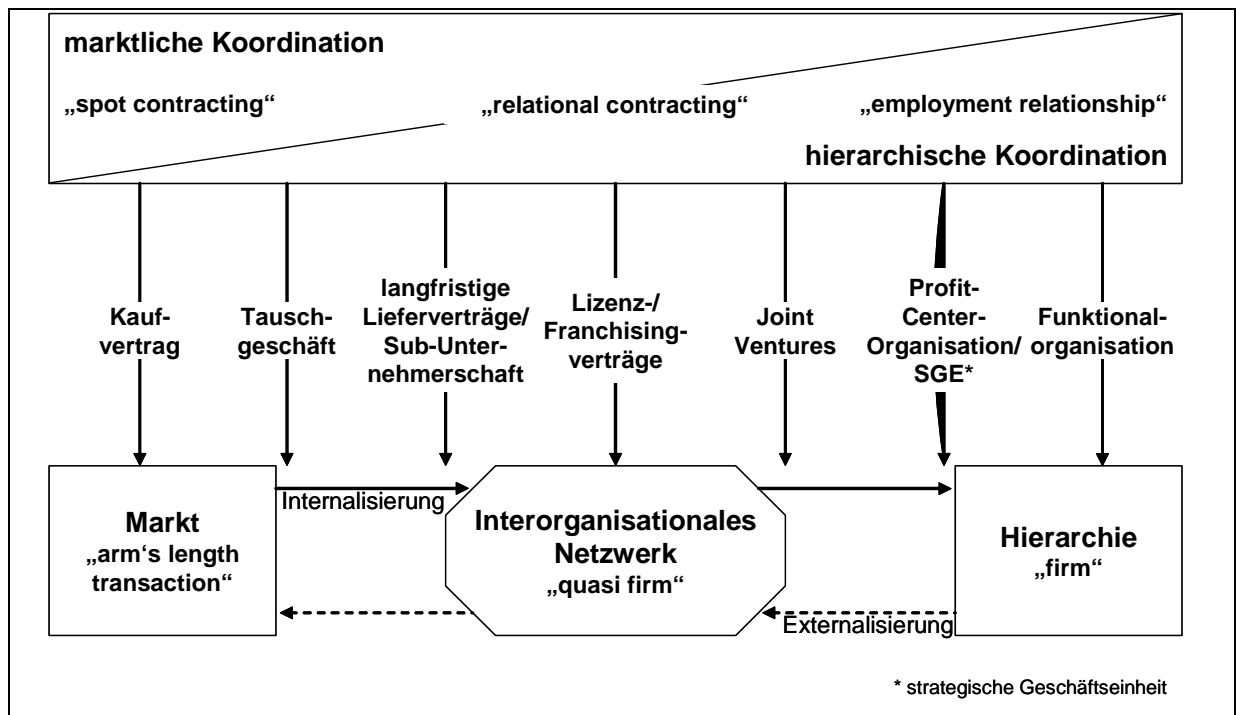 marktliche Koordination
„spot contracting“
„relational contracting“
„employment relationship“
hierarchische Koordination
Kauf-
vertrag
Tausch-
geschäft
langfristige
Lieferverträge/
Sub-Unter-
nehmerschaft
Lizenz-/
Franchising-
verträge
Joint
Ventures
Profit-
Center-
Organisation/
SGE*
Funktional-
organisation
Markt
„arm‘s length
transaction“
Internalisierung
Interorganisationales
Netzwerk
„quasi firm“
Externalisierung
Hierarchie
„firm“
* strategische Geschäftseinheit